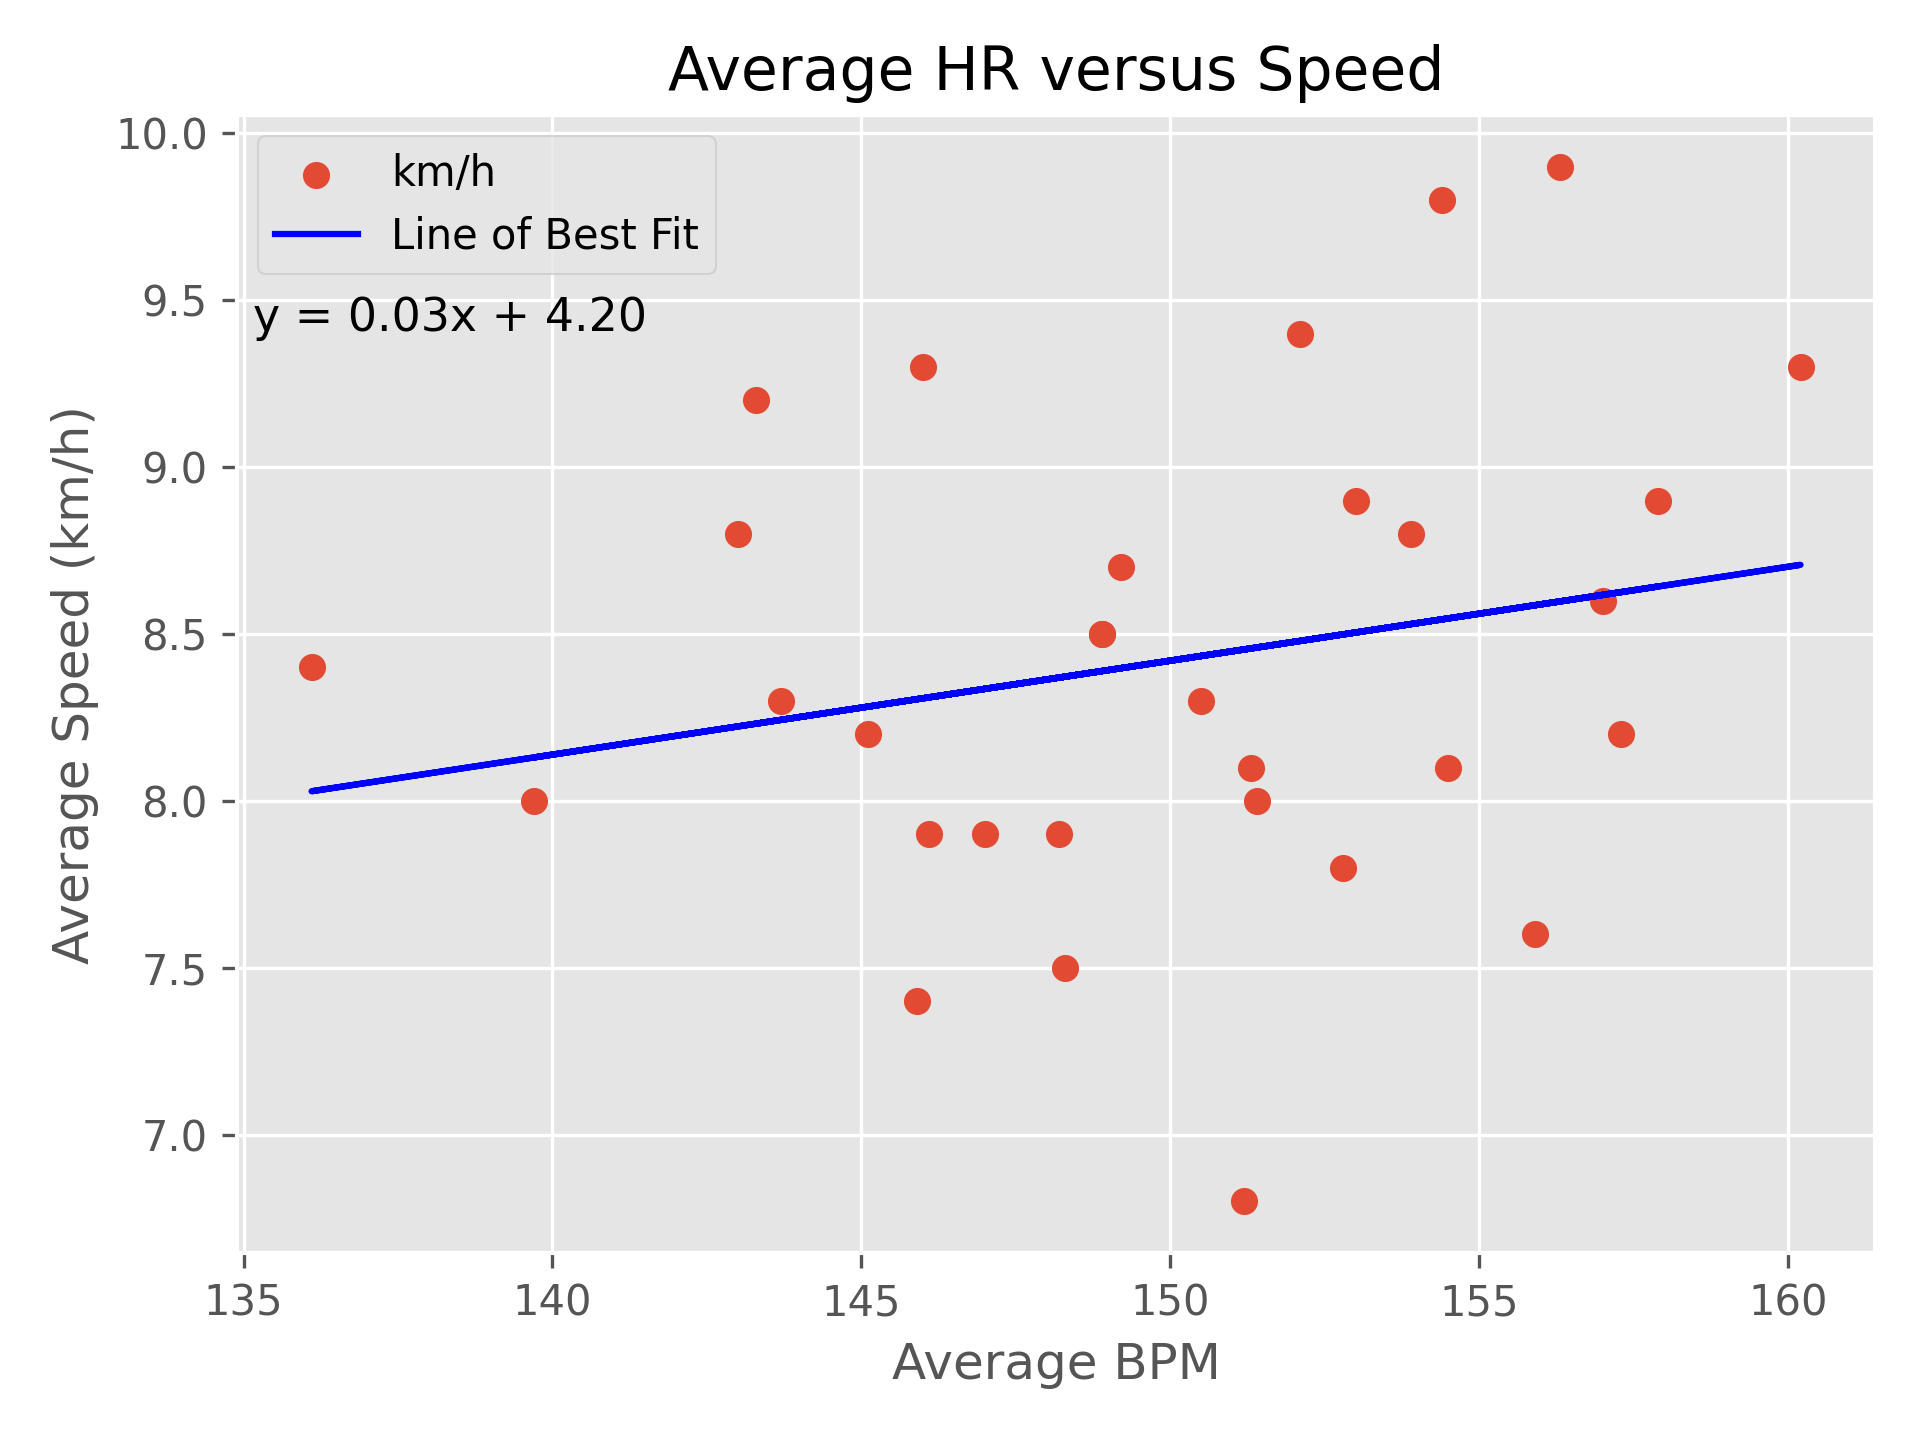 Average HR versus Speed
km/h
Line of Best Fit
y = 0.03x + 4.20
Average Speed (km/h)
10.0
9.5
9.0
8.5
8.0
7.5
7.0
135 140 145 150 155 160
Average BPM